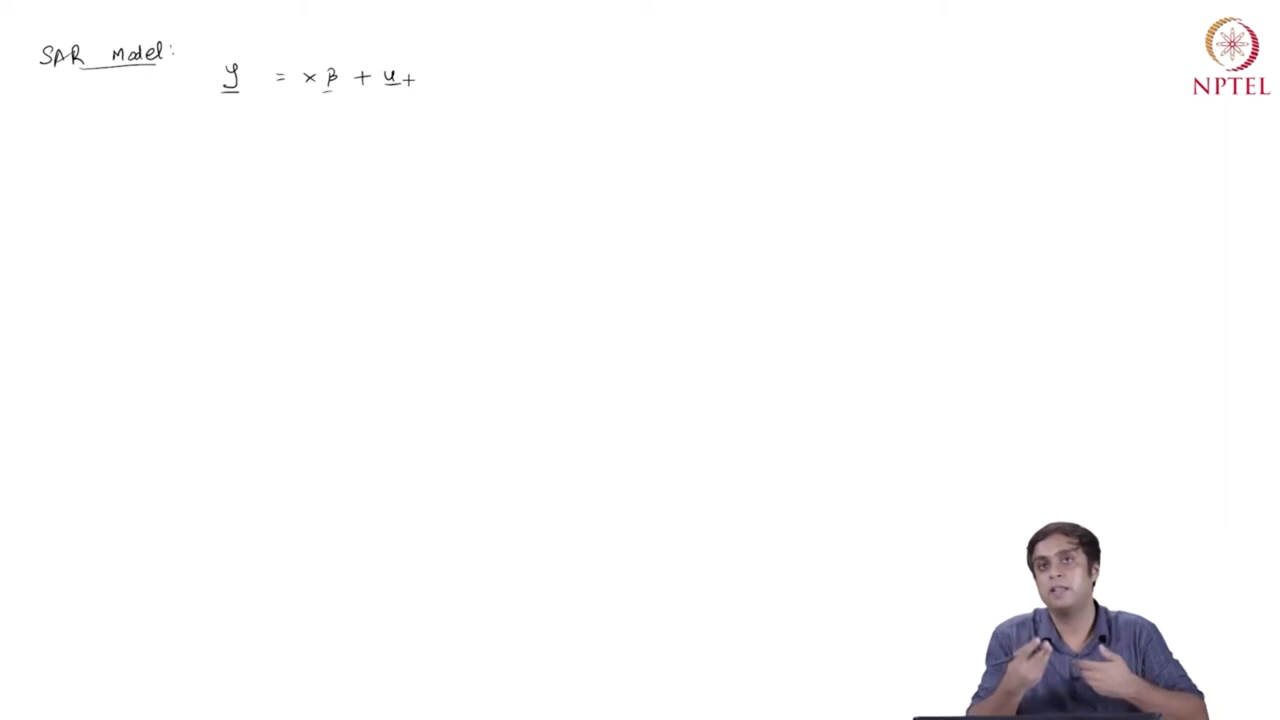 SAR Model:
y = xβ + u +
NPTEL